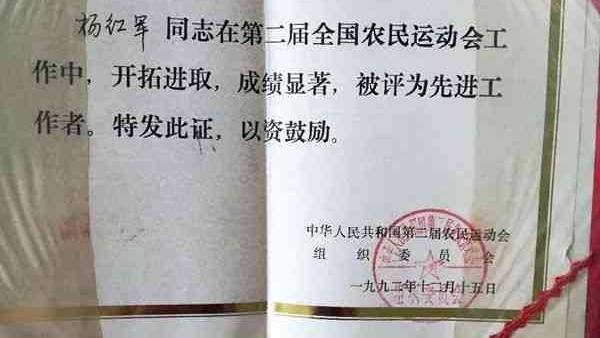 杨红军 同志在第二届全国农民运动会工
作中，开拓进取，成绩显著，被评为先进工
作者。特发此证，以资鼓励。
中华人民共和国第二届农民运动会
组织委员会
一九九二年十二月十五日